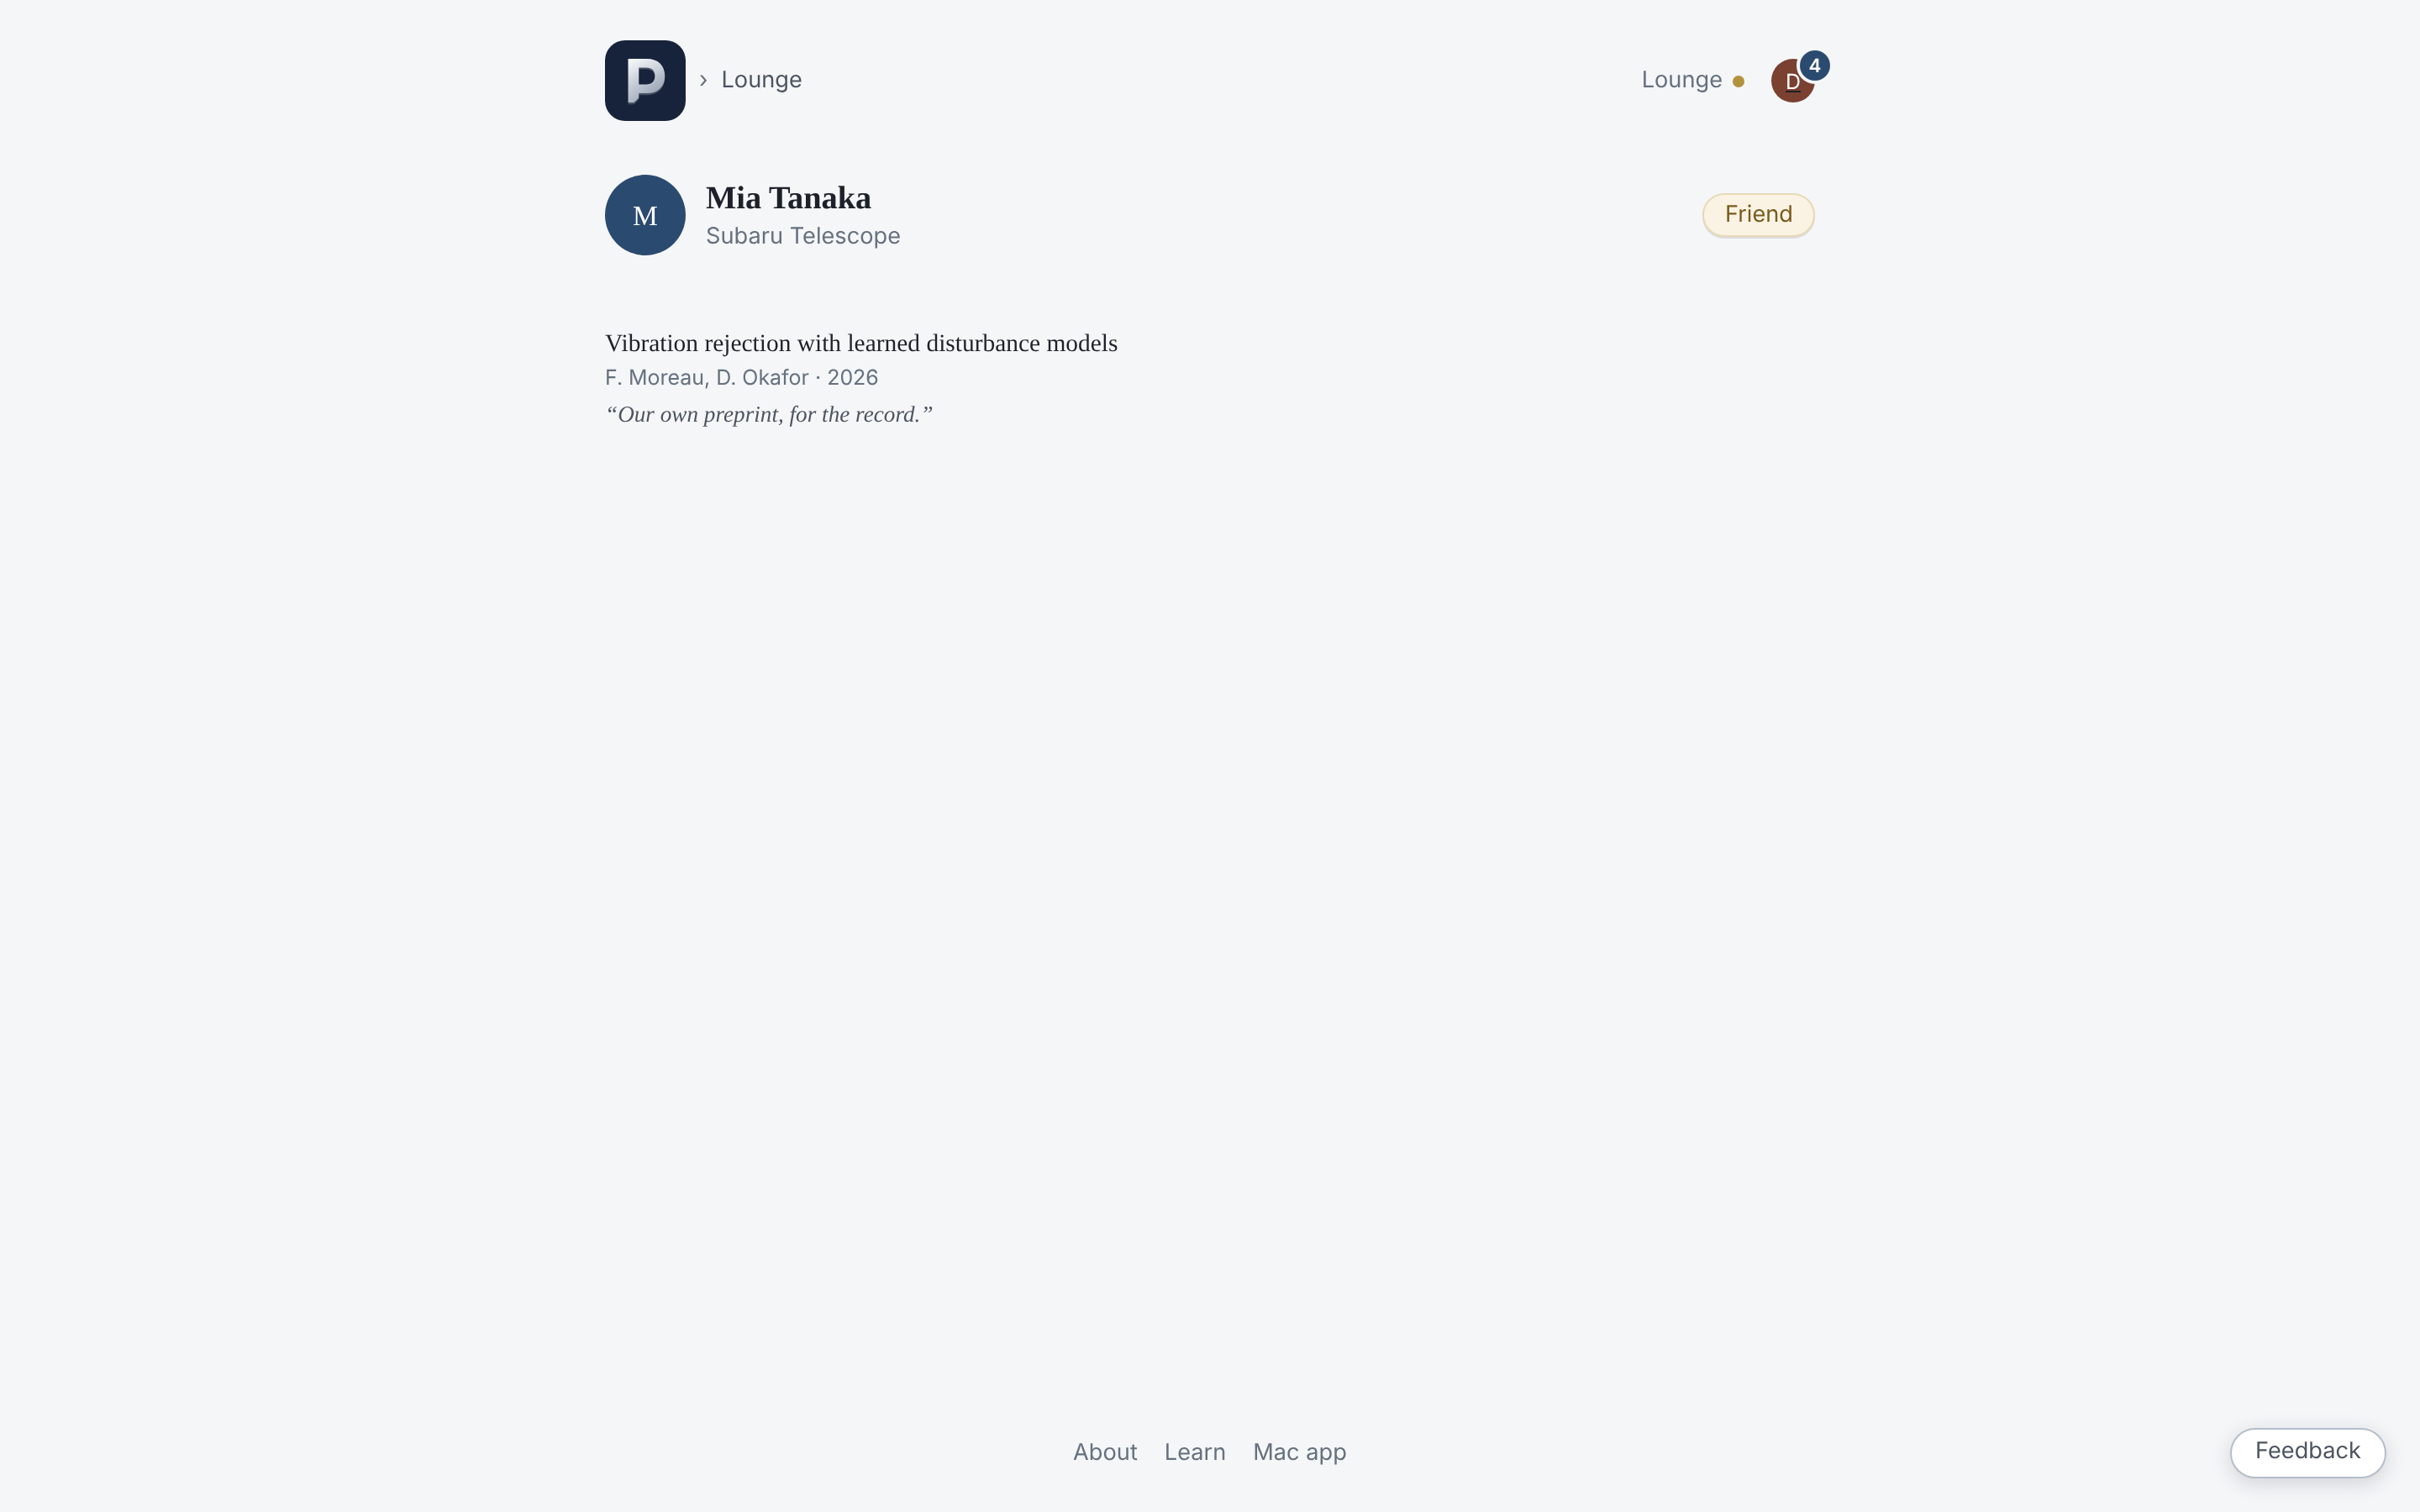 P › Lounge
Lounge D 4
M
Mia Tanaka
Subaru Telescope
Friend
Vibration rejection with learned disturbance models
F. Moreau, D. Okafor · 2026
“Our own preprint, for the record.”
About Learn Mac app
Feedback